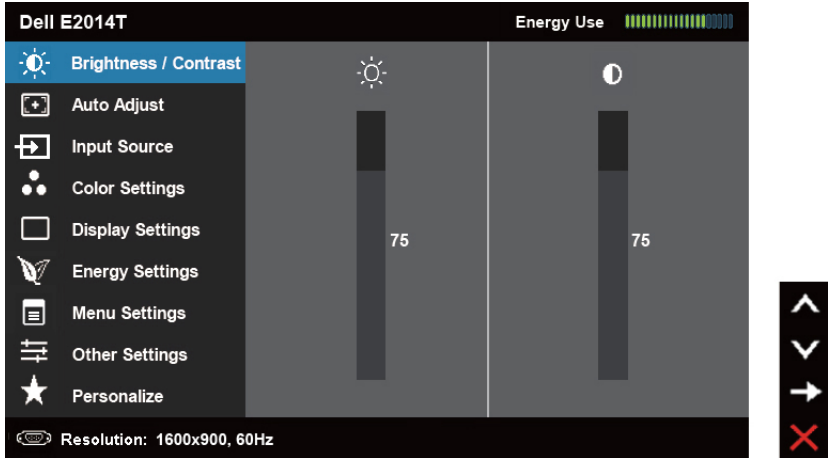 Dell E2014T Energy Use
Brightness / Contrast
Auto Adjust
Input Source
Color Settings
Display Settings
75 75
Energy Settings
Menu Settings
Other Settings
Personalize
Resolution: 1600x900, 60Hz